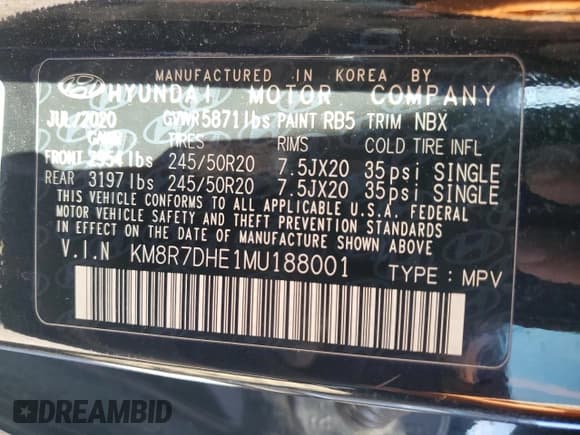 MANUFACTURED IN KOREA BY
HYUNDAI MOTOR COMPANY
JUL/2020 GVWR 5871lbs PAINT RB5 TRIM NBX
GAWR TIRES RIMS COLD TIRE INFL
FRONT lbs 245/50R20 7.5JX20 35psi SINGLE
REAR 3197lbs 245/50R20 7.5JX20 35psi SINGLE
THIS VEHICLE CONFORMS TO ALL APPLICABLE U.S.A. FEDERAL
MOTOR VEHICLE SAFETY AND THEFT PREVENTION STANDARDS
IN EFFECT ON THE DATE OF MANUFACTURE SHOWN ABOVE.
V.I.N KM8R7DHE1MU188001 TYPE : MPV
DREAMBID